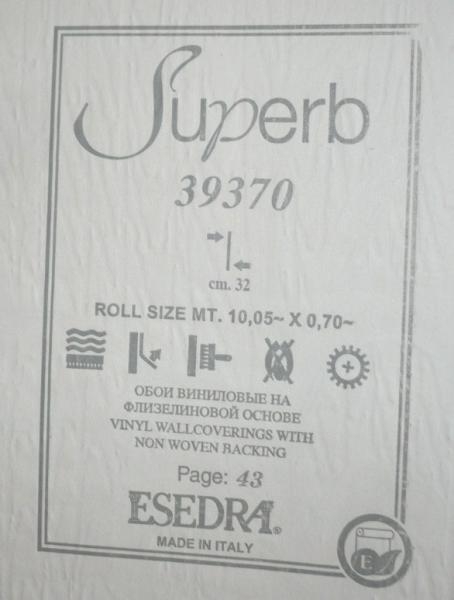 Superb
39370
cm. 32
ROLL SIZE MT. 10,05~ X 0,70~
ОБОИ ВИНИЛОВЫЕ НА
ФЛИЗЕЛИНОВОЙ ОСНОВЕ
VINYL WALLCOVERINGS WITH
NON WOVEN BACKING
Page: 43
ESEDRA®
MADE IN ITALY
E